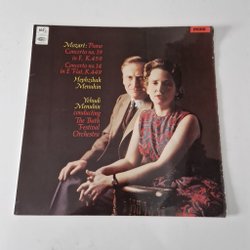 Mozart: Piano
Concerto no. 19
in F, K.459
Concerto no. 14
in E Flat, K.449
Hephzibah
Menuhin
Yehudi
Menuhin
conducting
The Bath
Festival
Orchestra